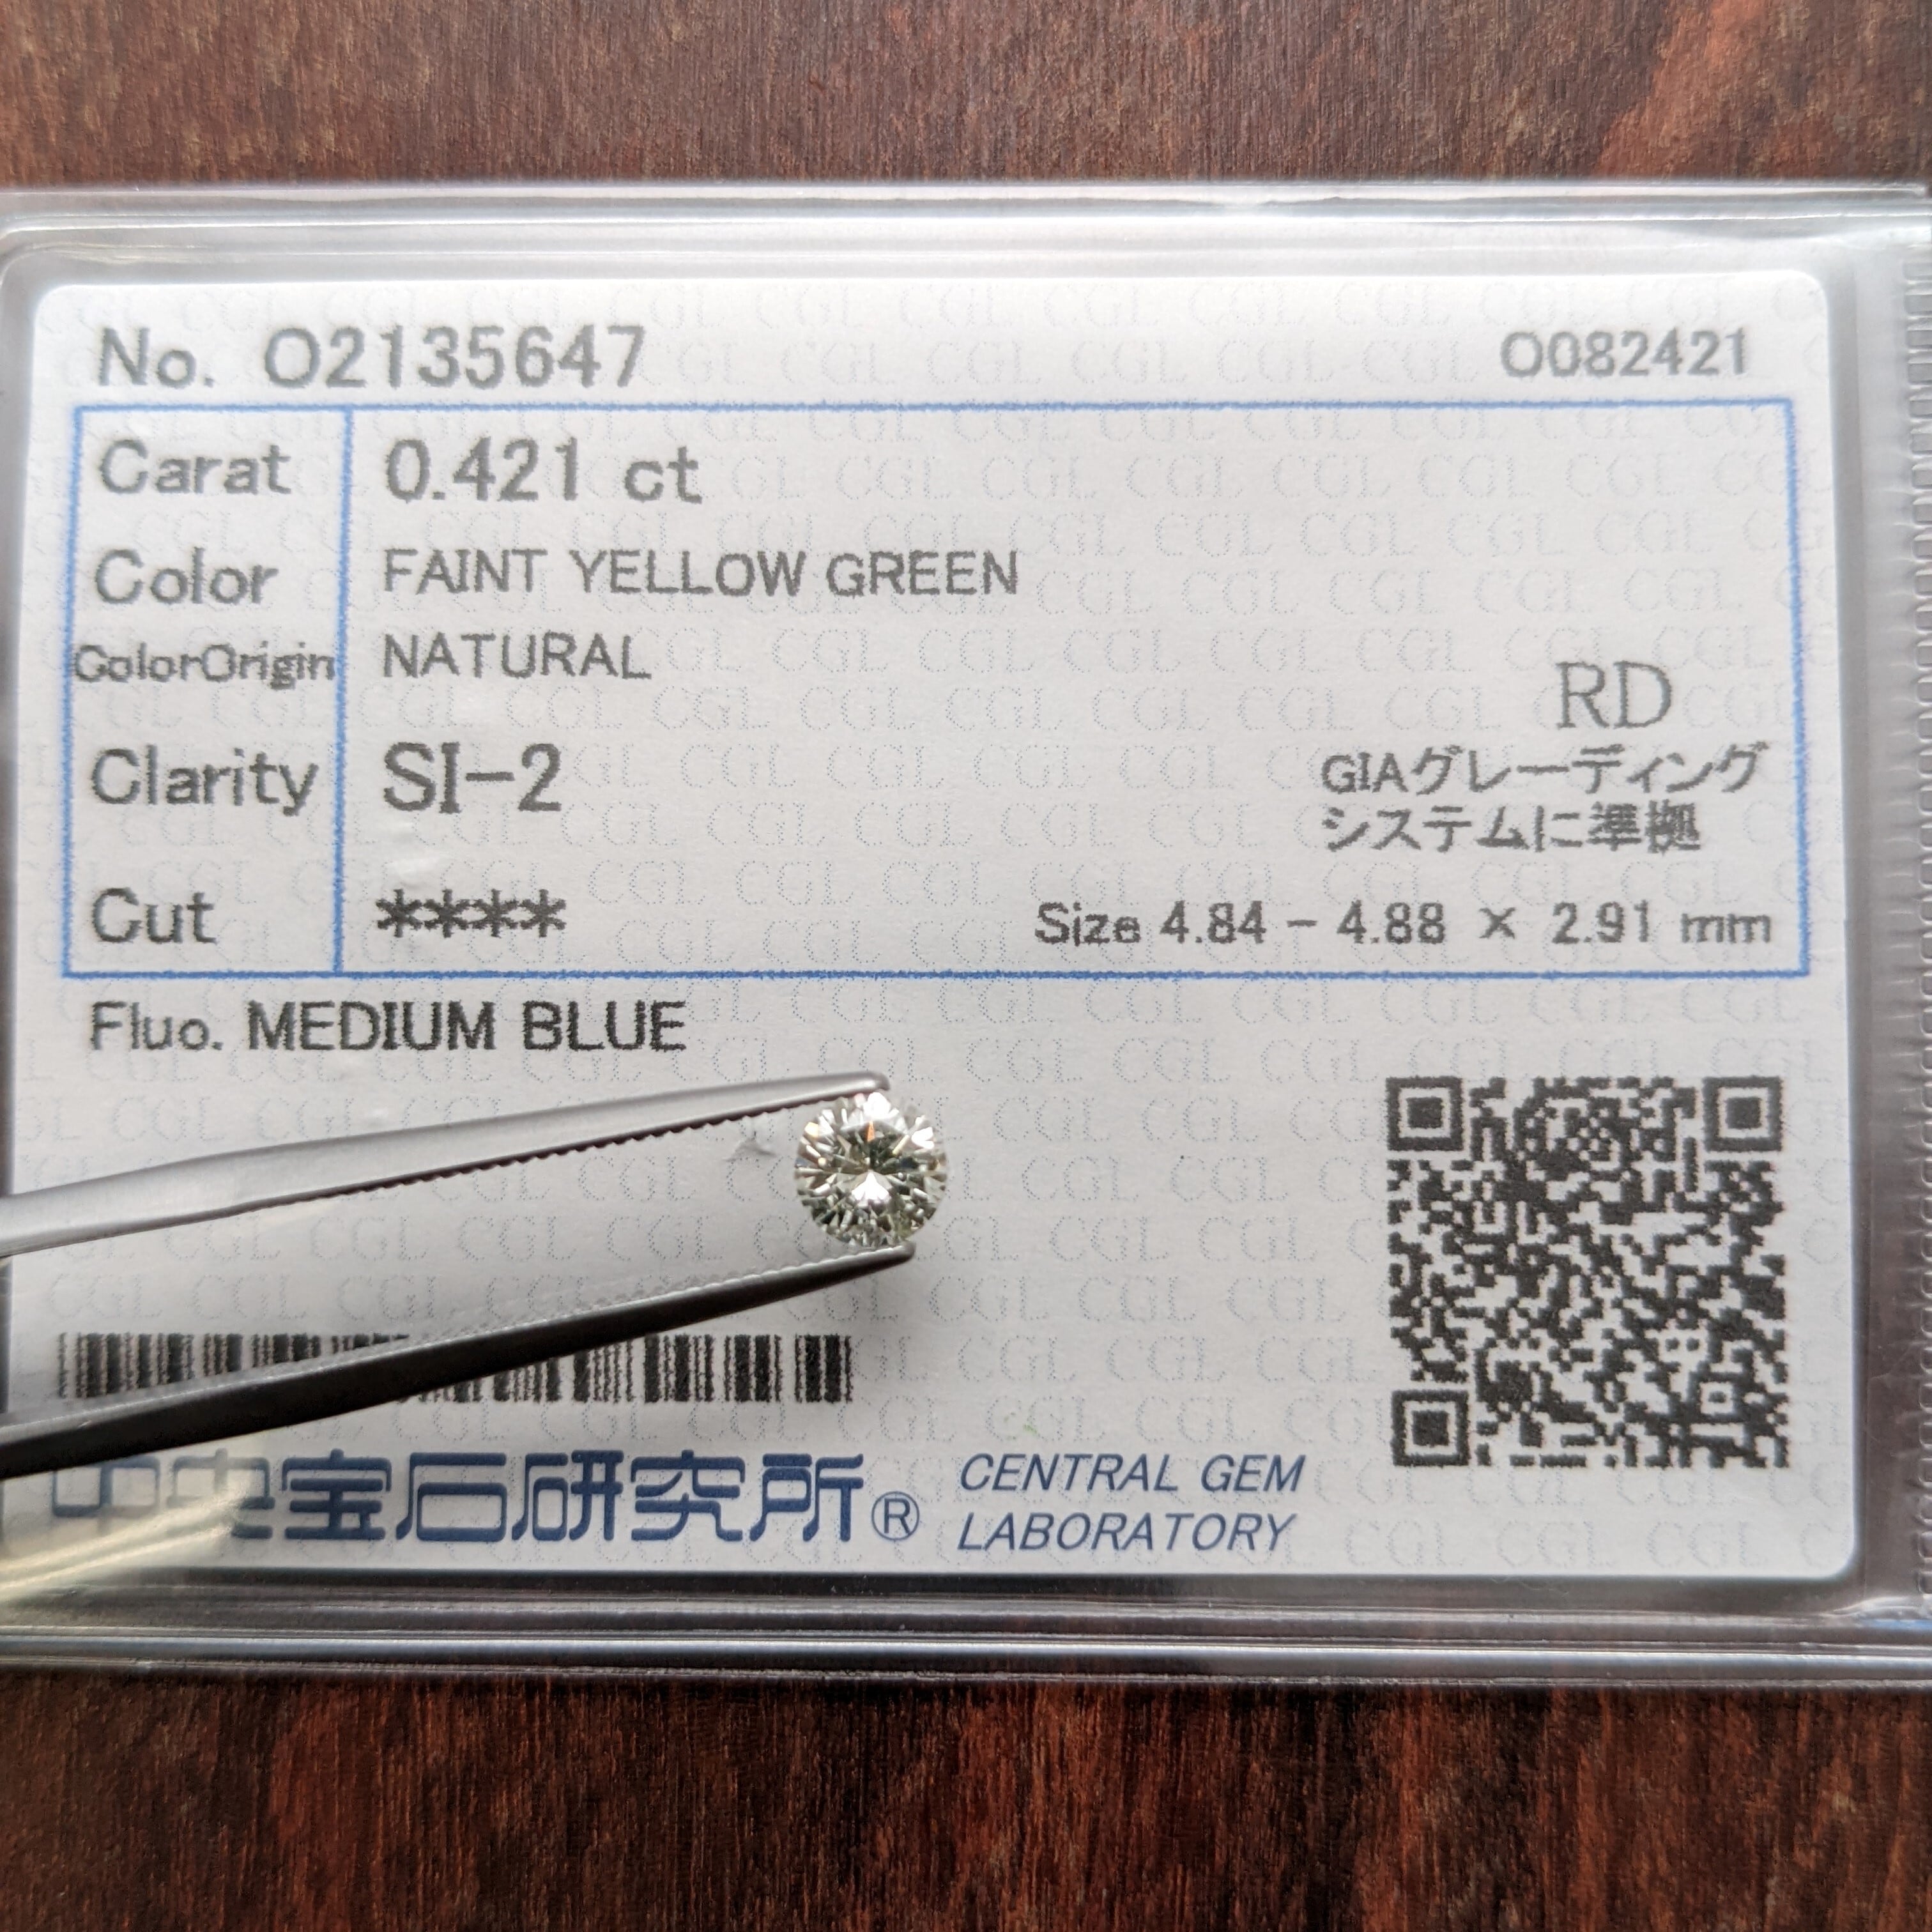 No. O2135647 O082421
Carat 0.421 ct
Color FAINT YELLOW GREEN
ColorOrigin NATURAL
RD
Clarity SI-2
GIAグレーディング
システムに準拠
Cut ****
Size 4.84 - 4.88 × 2.91 mm
Fluo. MEDIUM BLUE
中央宝石研究所® CENTRAL GEM
LABORATORY